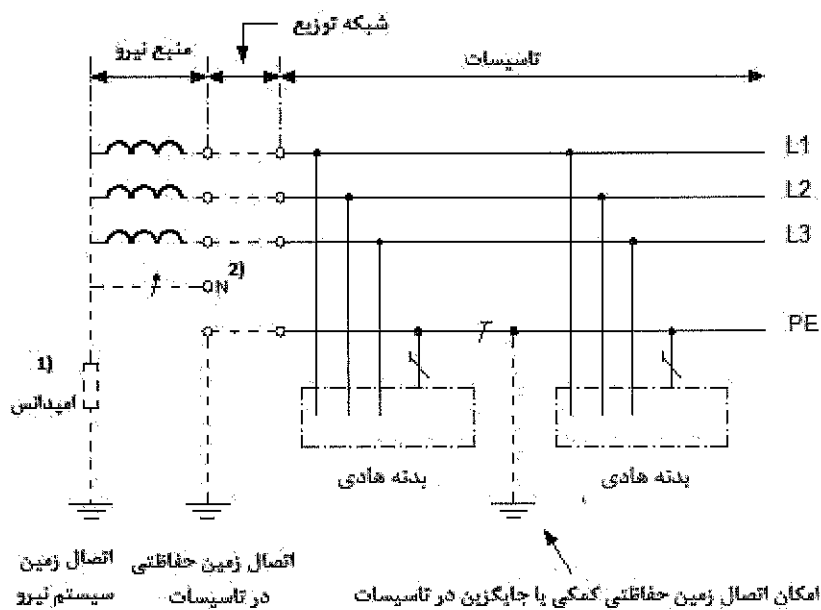 شبکه توزیع
منبع نیرو
تاسیسات
L1
L2
L3
N 2)
PE
1)
امپدانس
بدنه هادی
بدنه هادی
اتصال زمین
سیستم نیرو
اتصال زمین حفاظتی
در تاسیسات
امکان اتصال زمین حفاظتی کمکی یا جایگزین در تاسیسات